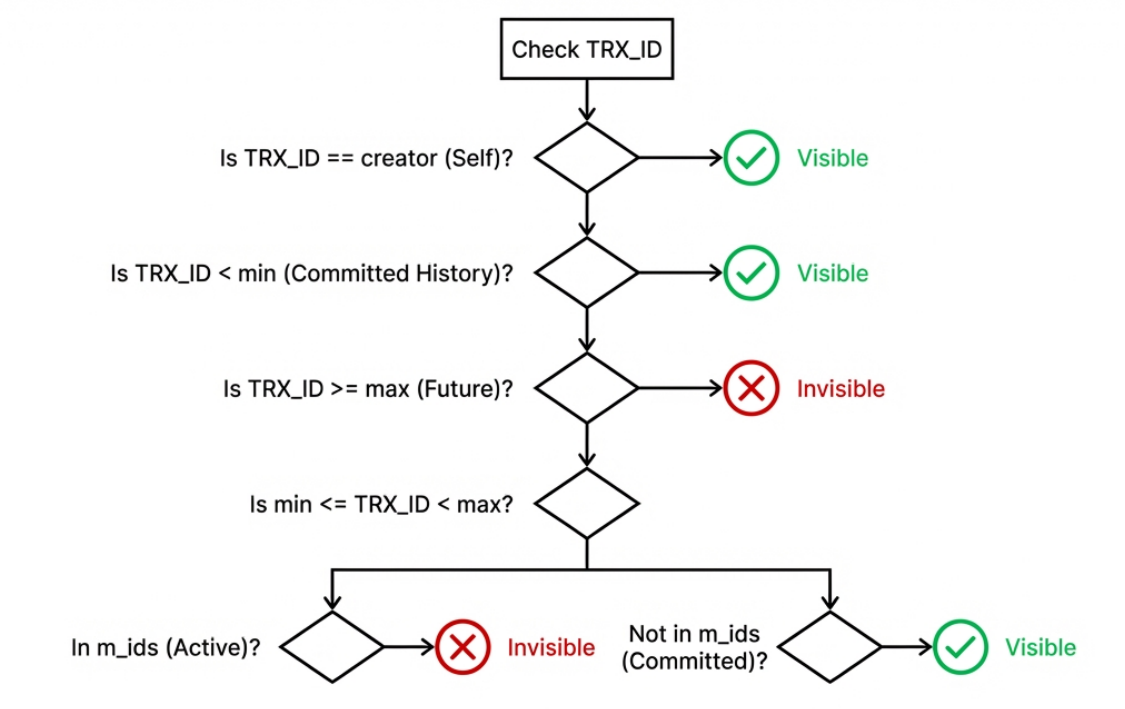 Check TRX_ID
Is TRX_ID == creator (Self)?
Visible
Is TRX_ID < min (Committed History)?
Visible
Is TRX_ID >= max (Future)?
Invisible
Is min <= TRX_ID < max?
In m_ids (Active)?
Invisible
Not in m_ids
(Committed)?
Visible